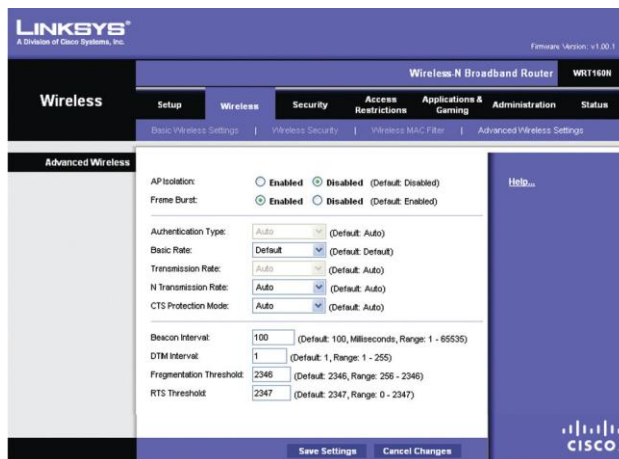 LINKSYS®
A Division of Cisco Systems, Inc.
Firmware Version: v1.00.1
Wireless-N Broadband Router WRT160N
Wireless
Setup Wireless Security Access Restrictions Applications & Gaming Administration Status
Basic Wireless Settings | Wireless Security | Wireless MAC Filter | Advanced Wireless Settings
Advanced Wireless
AP Isolation: Enabled Disabled (Default: Disabled)
Frame Burst: Enabled Disabled (Default: Enabled)
Authentication Type: Auto (Default: Auto)
Basic Rate: Default (Default: Default)
Transmission Rate: Auto (Default: Auto)
N Transmission Rate: Auto (Default: Auto)
CTS Protection Mode: Auto (Default: Auto)
Beacon Interval: 100 (Default: 100, Milliseconds, Range: 1 - 65535)
DTIM Interval: 1 (Default: 1, Range: 1 - 255)
Fragmentation Threshold: 2346 (Default: 2346, Range: 256 - 2346)
RTS Threshold: 2347 (Default: 2347, Range: 0 - 2347)
Help...
Save Settings Cancel Changes
CISCO